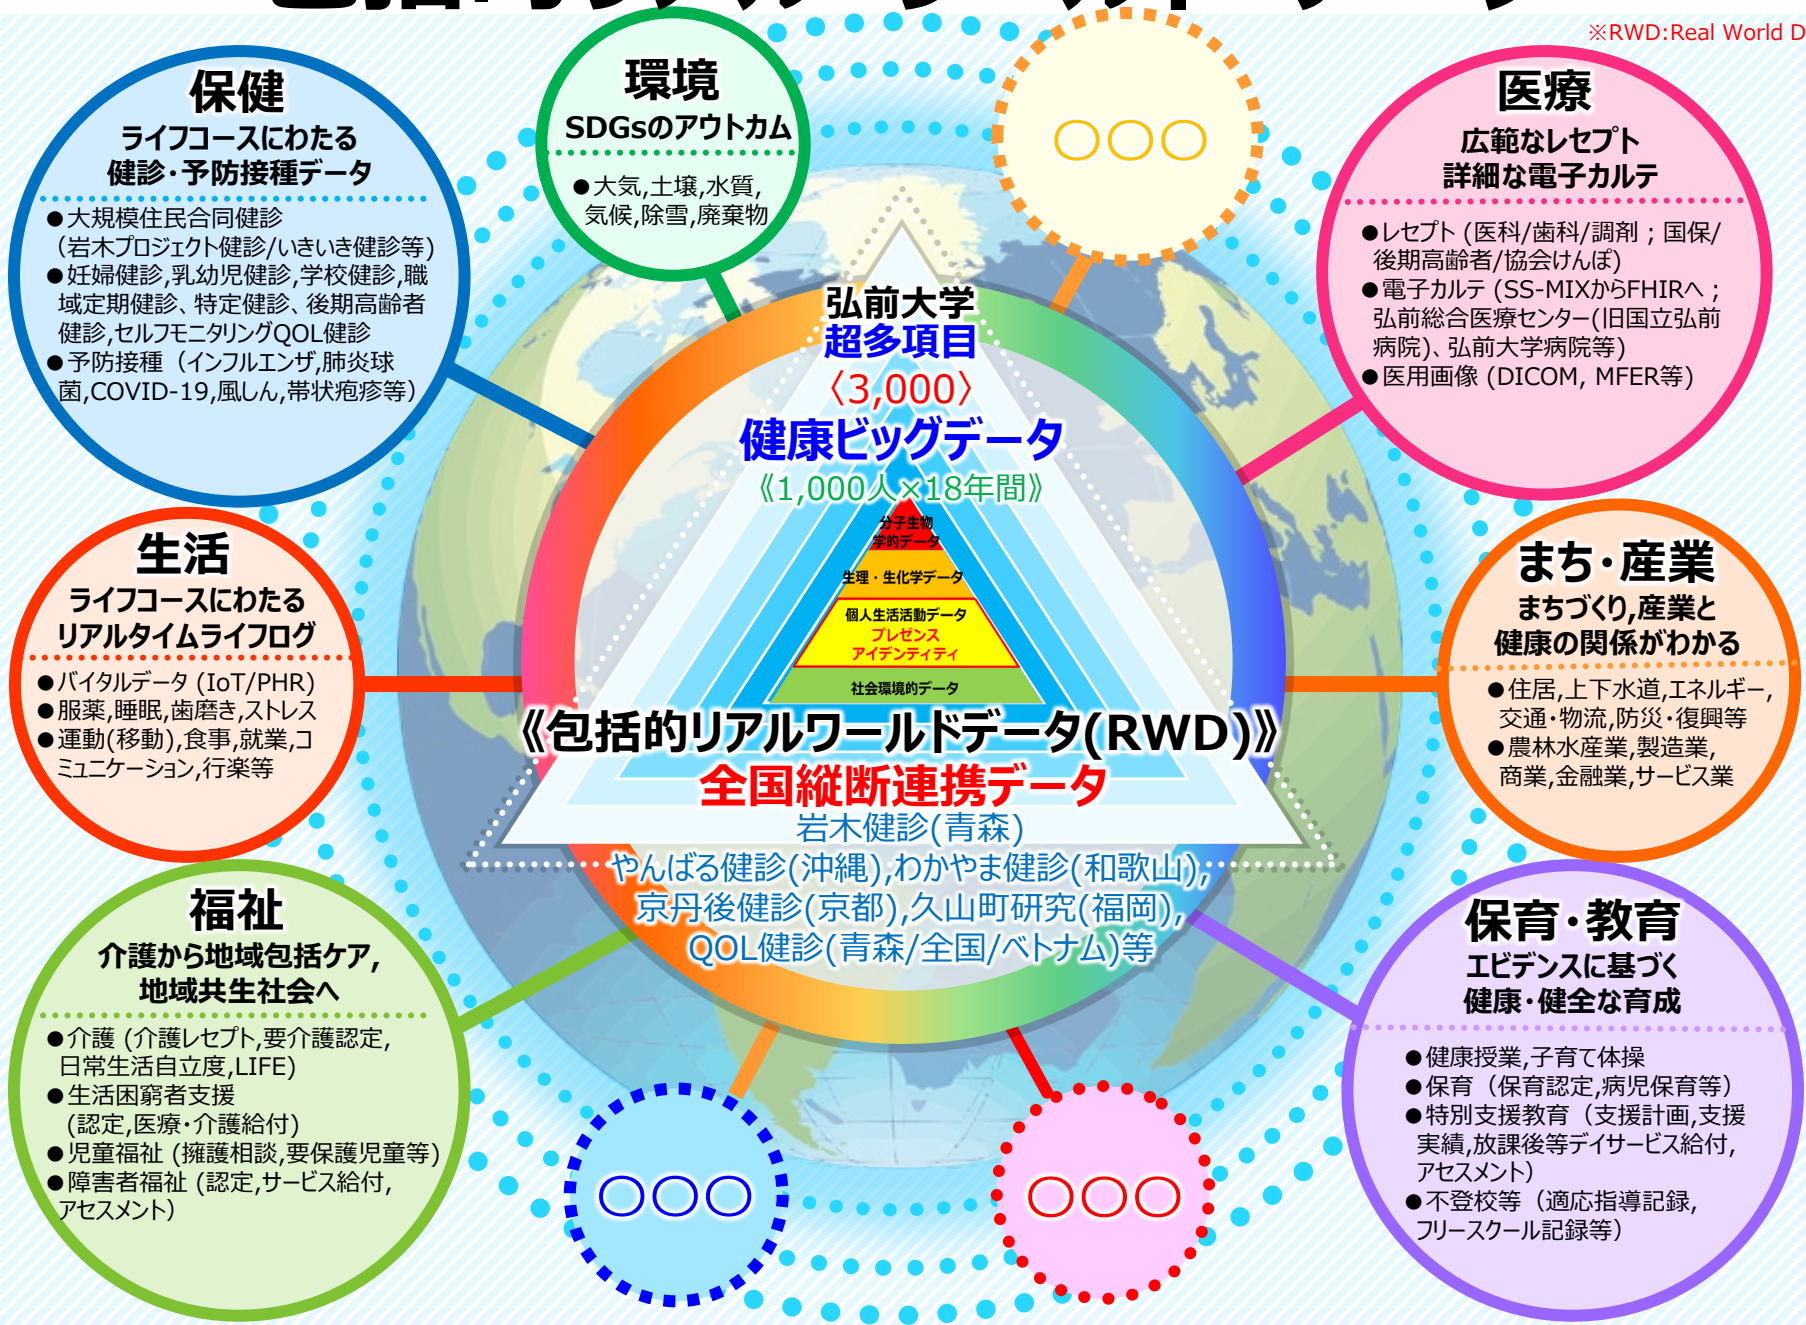 ※RWD:Real World D
保健
ライフコースにわたる
健診・予防接種データ
●大規模住民合同健診
（岩木プロジェクト健診/いきいき健診等）
●妊婦健診,乳幼児健診,学校健診,職
域定期健診、特定健診、後期高齢者
健診,セルフモニタリングQOL健診
●予防接種（インフルエンザ,肺炎球
菌,COVID-19,風しん,帯状疱疹等）
環境
SDGsのアウトカム
●大気,土壌,水質,
気候,除雪,廃棄物
〇〇〇
医療
広範なレセプト
詳細な電子カルテ
●レセプト (医科/歯科/調剤；国保/
後期高齢者/協会けんぽ)
●電子カルテ (SS-MIXからFHIRへ；
弘前総合医療センター(旧国立弘前
病院)、弘前大学病院等)
●医用画像 (DICOM, MFER等)
弘前大学
超多項目
〈3,000〉
健康ビッグデータ
《1,000人×18年間》
分子生物
学的データ
生理・生化学データ
個人生活活動データ
プレゼンス
アイデンティティ
社会環境的データ
《包括的リアルワールドデータ(RWD)》
全国縦断連携データ
岩木健診(青森)
やんばる健診(沖縄),わかやま健診(和歌山),
京丹後健診(京都),久山町研究(福岡),
QOL健診(青森/全国/ベトナム)等
生活
ライフコースにわたる
リアルタイムライフログ
●バイタルデータ (IoT/PHR)
●服薬,睡眠,歯磨き,ストレス
●運動(移動),食事,就業,コ
ミュニケーション,行楽等
まち・産業
まちづくり,産業と
健康の関係がわかる
●住居,上下水道,エネルギー,
交通・物流,防災・復興等
●農林水産業,製造業,
商業,金融業,サービス業
福祉
介護から地域包括ケア,
地域共生社会へ
●介護 (介護レセプト,要介護認定,
日常生活自立度,LIFE)
●生活困窮者支援
(認定,医療・介護給付)
●児童福祉 (擁護相談,要保護児童等)
●障害者福祉 (認定,サービス給付,
アセスメント)
〇〇〇
〇〇〇
保育・教育
エビデンスに基づく
健康・健全な育成
●健康授業,子育て体操
●保育（保育認定,病児保育等）
●特別支援教育（支援計画,支援
実績,放課後等デイサービス給付,
アセスメント）
●不登校等（適応指導記録,
フリースクール記録等）